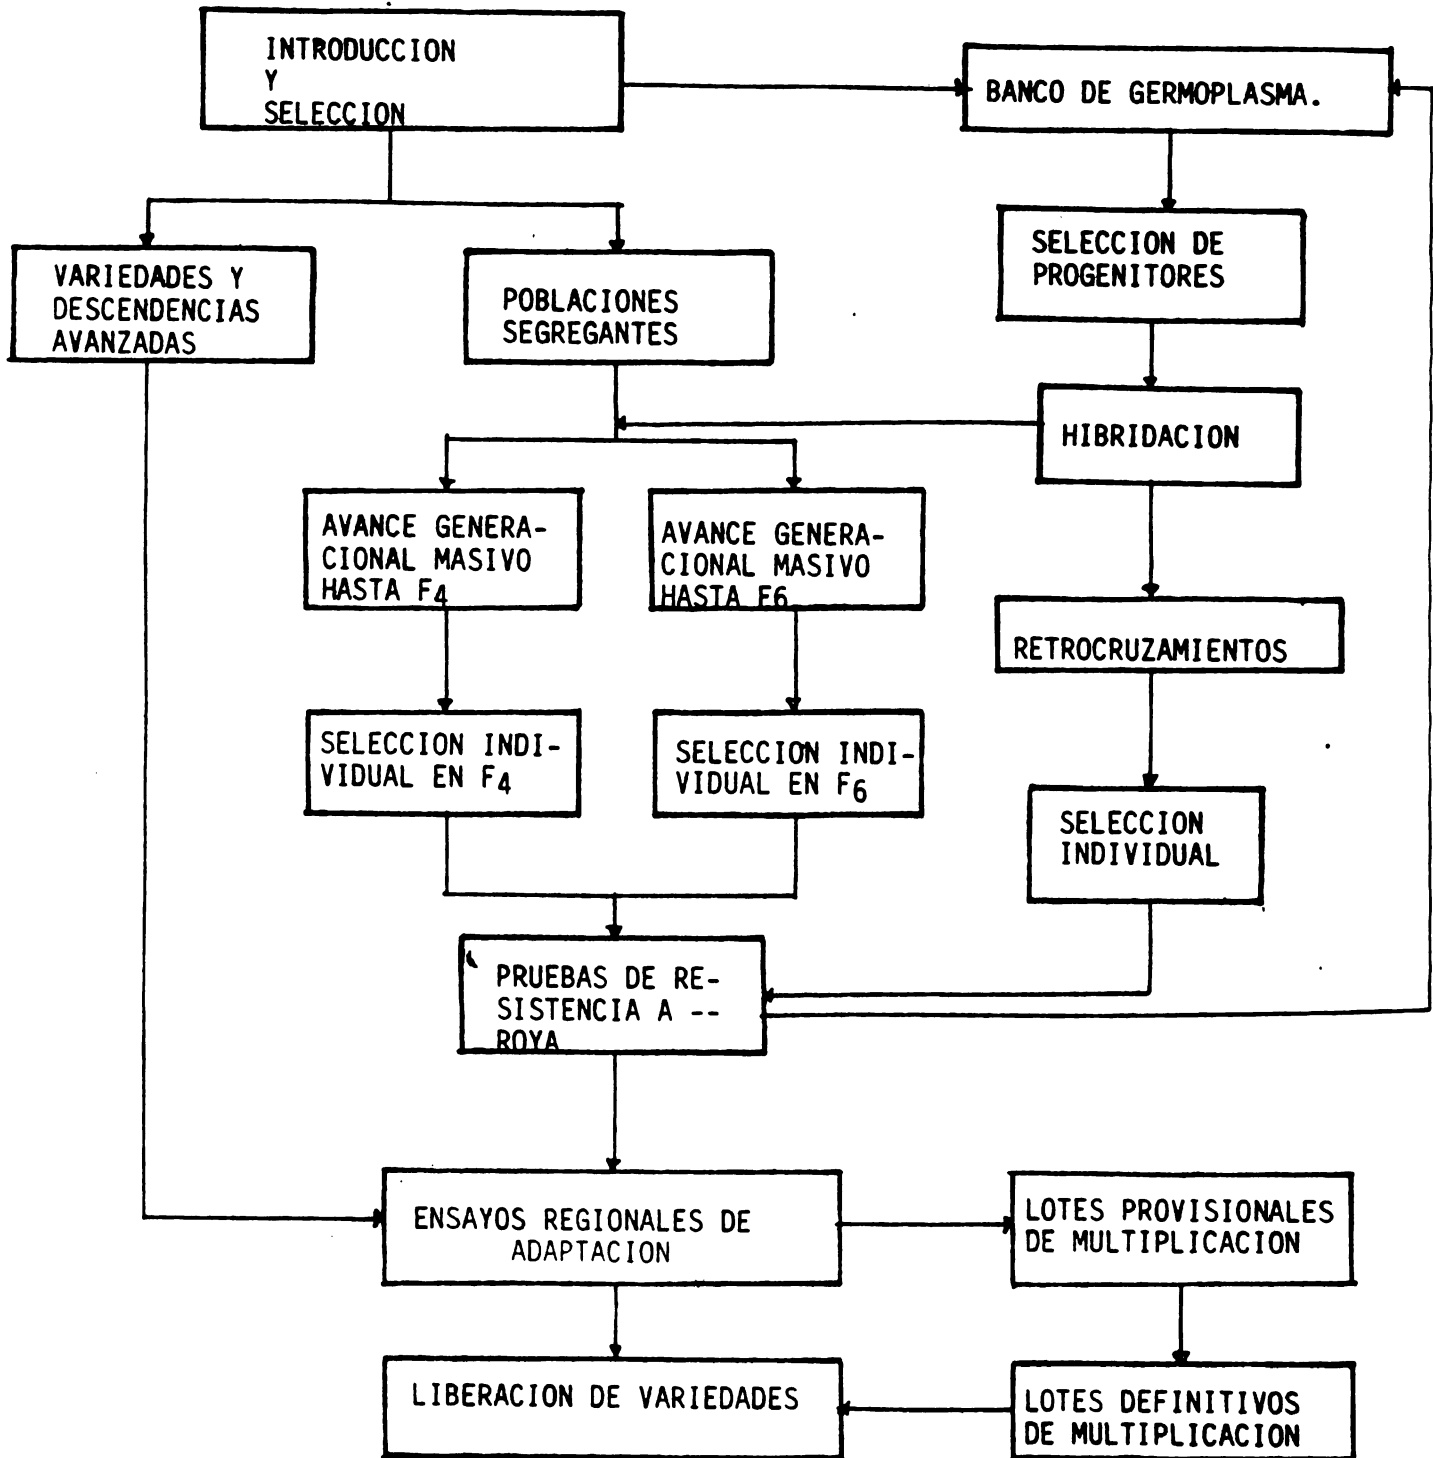 INTRODUCCION
Y
SELECCION
BANCO DE GERMOPLASMA.
SELECCION DE
PROGENITORES
VARIEDADES Y
DESCENDENCIAS
AVANZADAS
POBLACIONES
SEGREGANTES
HIBRIDACION
AVANCE GENERA-
CIONAL MASIVO
HASTA F4
AVANCE GENERA-
CIONAL MASIVO
HASTA F6
RETROCRUZAMIENTOS
SELECCION INDI-
VIDUAL EN F4
SELECCION INDI-
VIDUAL EN F6
SELECCION
INDIVIDUAL
PRUEBAS DE RE-
SISTENCIA A --
ROYA
ENSAYOS REGIONALES DE
ADAPTACION
LOTES PROVISIONALES
DE MULTIPLICACION
LIBERACION DE VARIEDADES
LOTES DEFINITIVOS
DE MULTIPLICACION